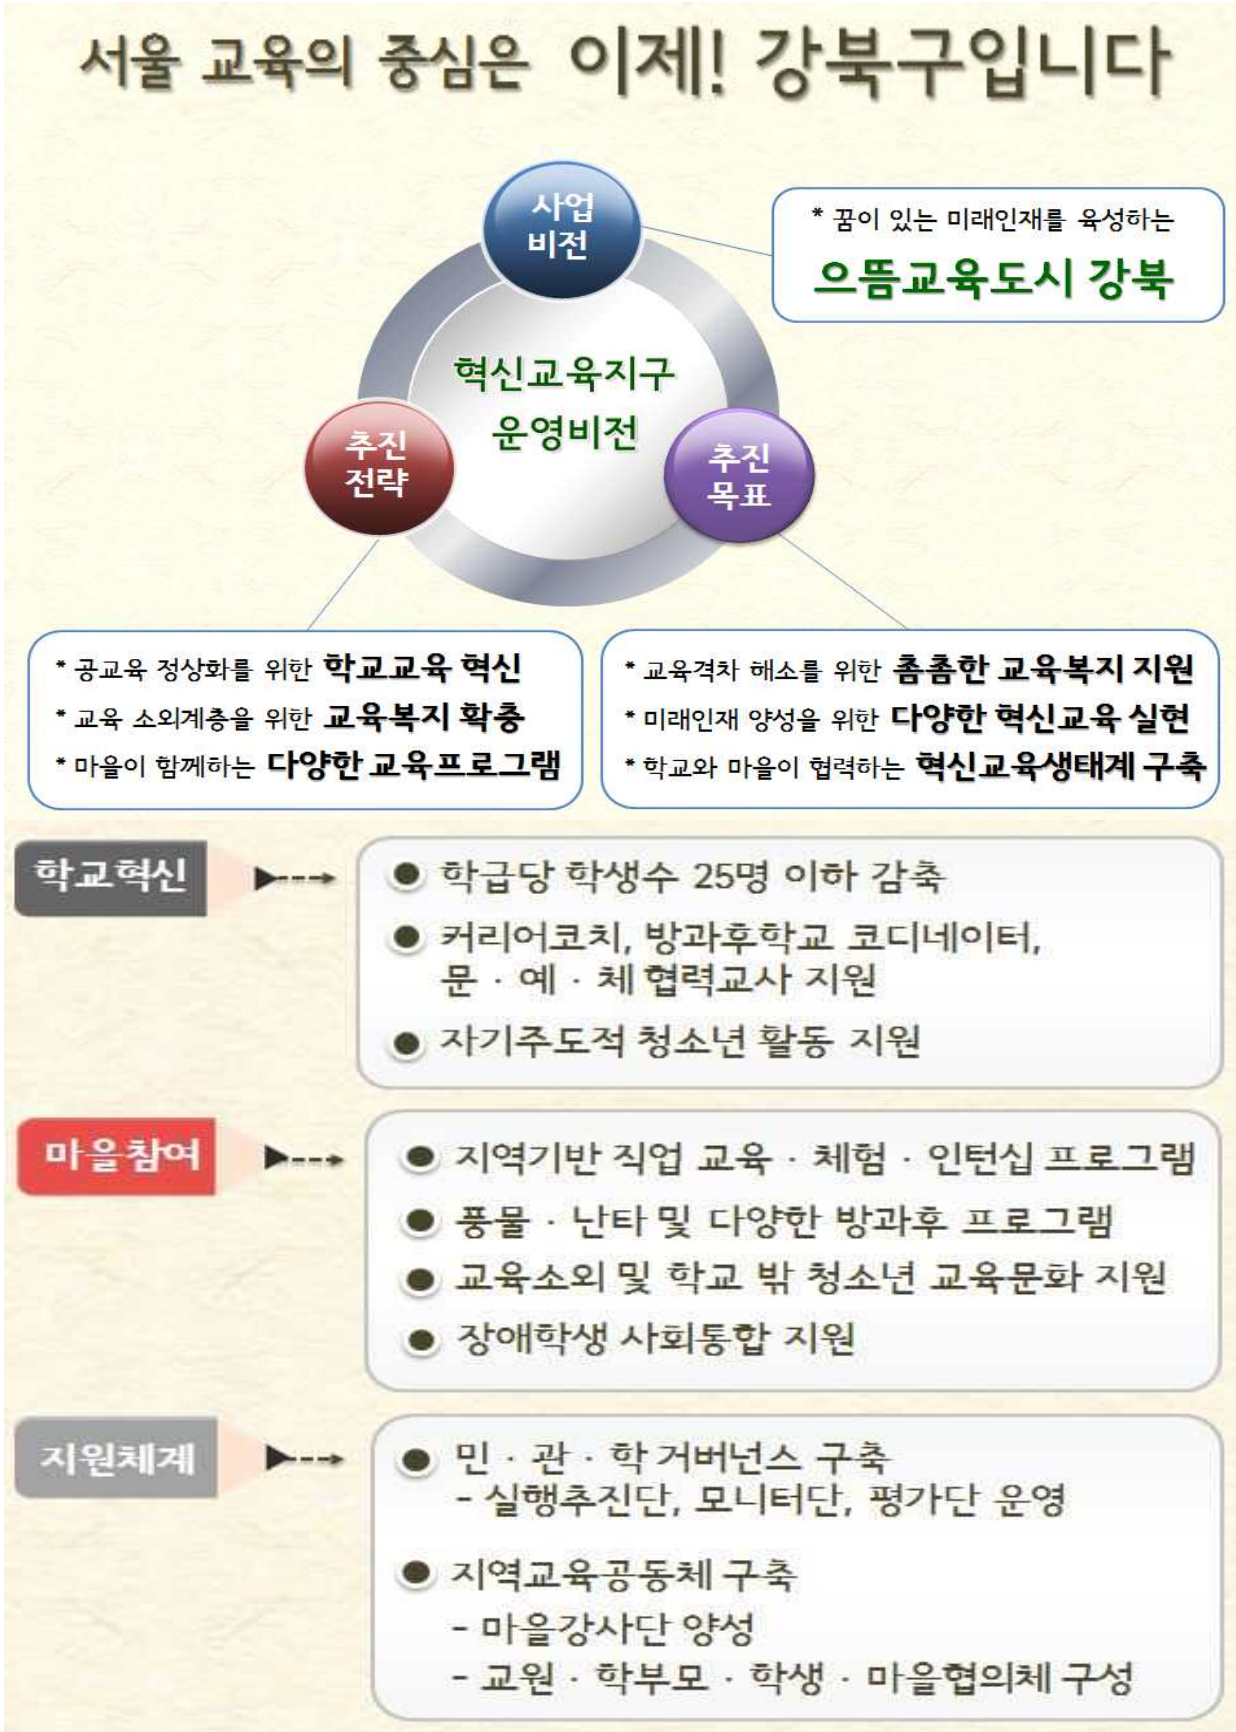 서울 교육의 중심은 이제! 강북구입니다
사업
비전
* 꿈이 있는 미래인재를 육성하는
으뜸교육도시 강북
혁신교육지구
운영비전
추진
전략
추진
목표
* 공교육 정상화를 위한 학교교육 혁신
* 교육 소외계층을 위한 교육복지 확충
* 마을이 함께하는 다양한 교육프로그램
* 교육격차 해소를 위한 촘촘한 교육복지 지원
* 미래인재 양성을 위한 다양한 혁신교육 실현
* 학교와 마을이 협력하는 혁신교육생태계 구축
학교혁신
● 학급당 학생수 25명 이하 감축
● 커리어코치, 방과후학교 코디네이터,
문 · 예 · 체 협력교사 지원
● 자기주도적 청소년 활동 지원
마을참여
● 지역기반 직업 교육 · 체험 · 인턴십 프로그램
● 풍물 · 난타 및 다양한 방과후 프로그램
● 교육소외 및 학교 밖 청소년 교육문화 지원
● 장애학생 사회통합 지원
지원체계
● 민 · 관 · 학 거버넌스 구축
- 실행추진단, 모니터단, 평가단 운영
● 지역교육공동체 구축
- 마을강사단 양성
- 교원 · 학부모 · 학생 · 마을협의체 구성